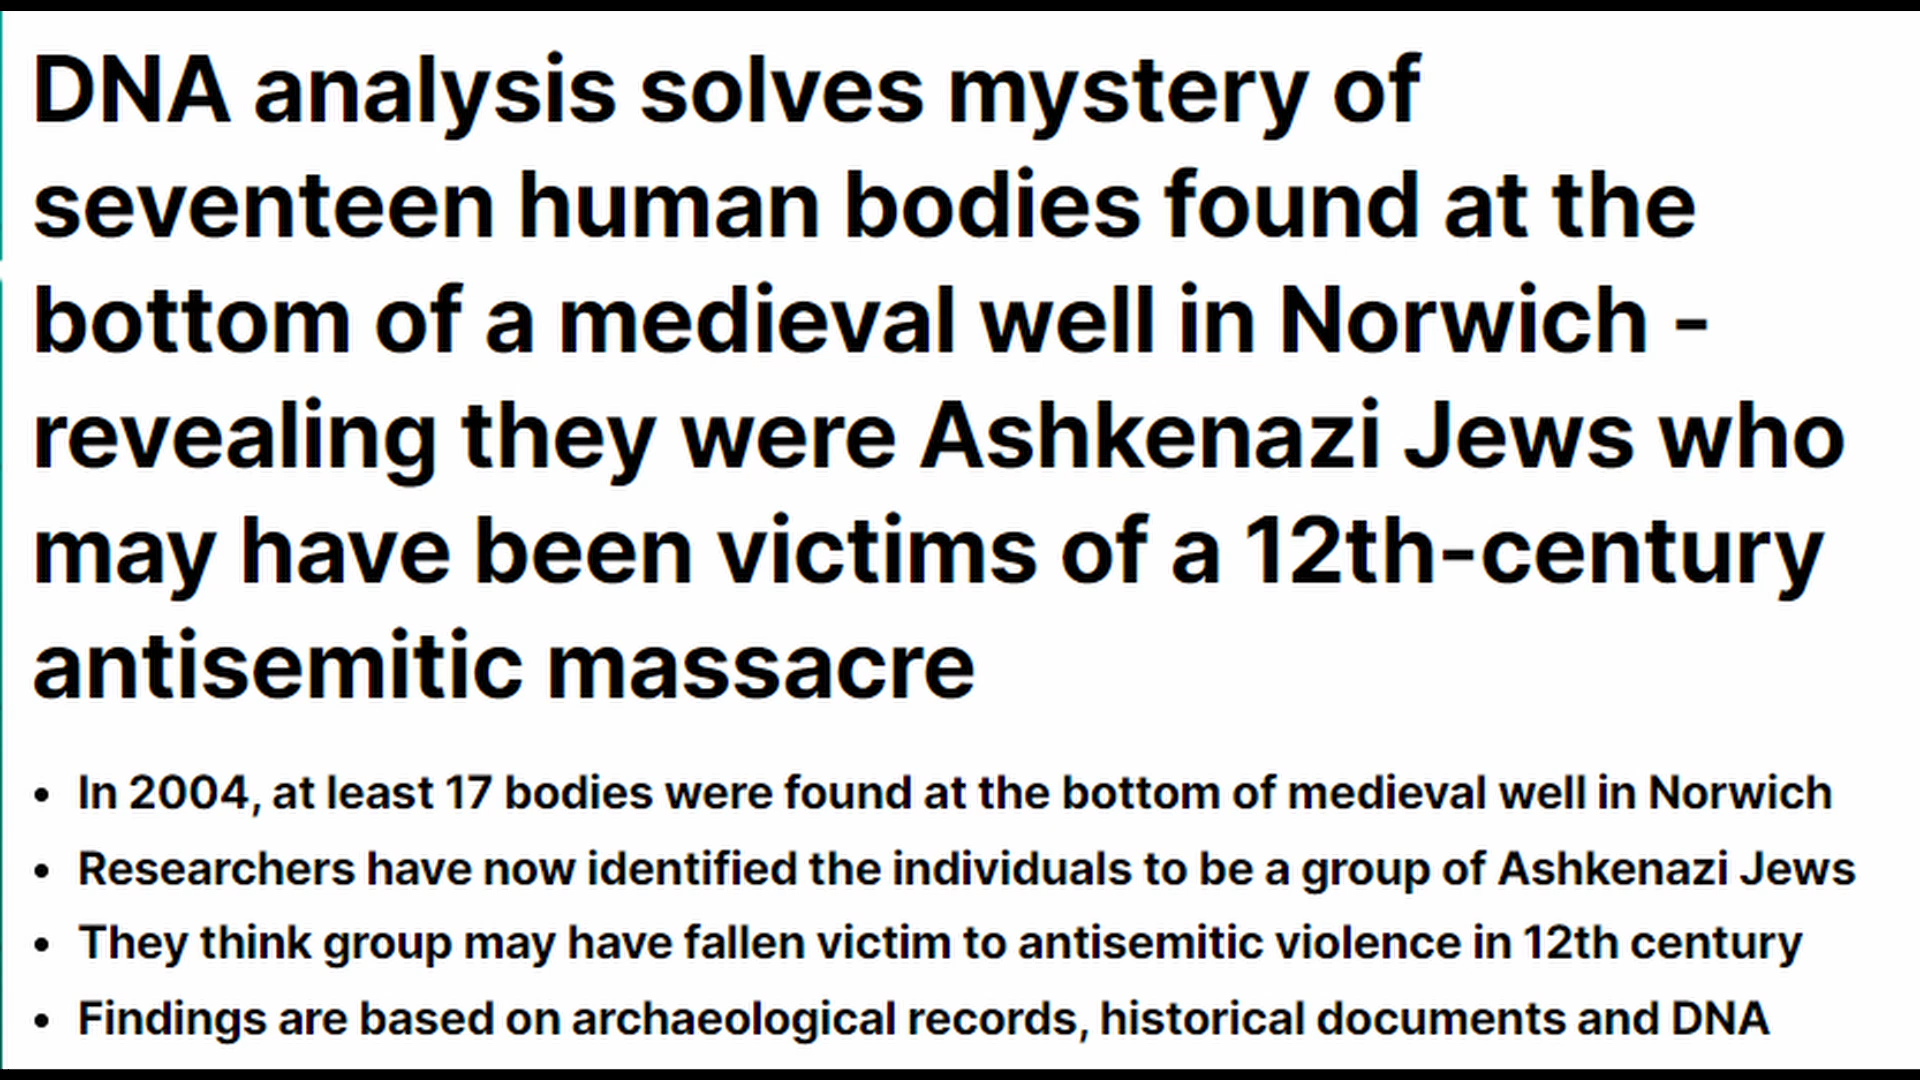 DNA analysis solves mystery of
seventeen human bodies found at the
bottom of a medieval well in Norwich -
revealing they were Ashkenazi Jews who
may have been victims of a 12th-century
antisemitic massacre
• In 2004, at least 17 bodies were found at the bottom of medieval well in Norwich
• Researchers have now identified the individuals to be a group of Ashkenazi Jews
• They think group may have fallen victim to antisemitic violence in 12th century
• Findings are based on archaeological records, historical documents and DNA